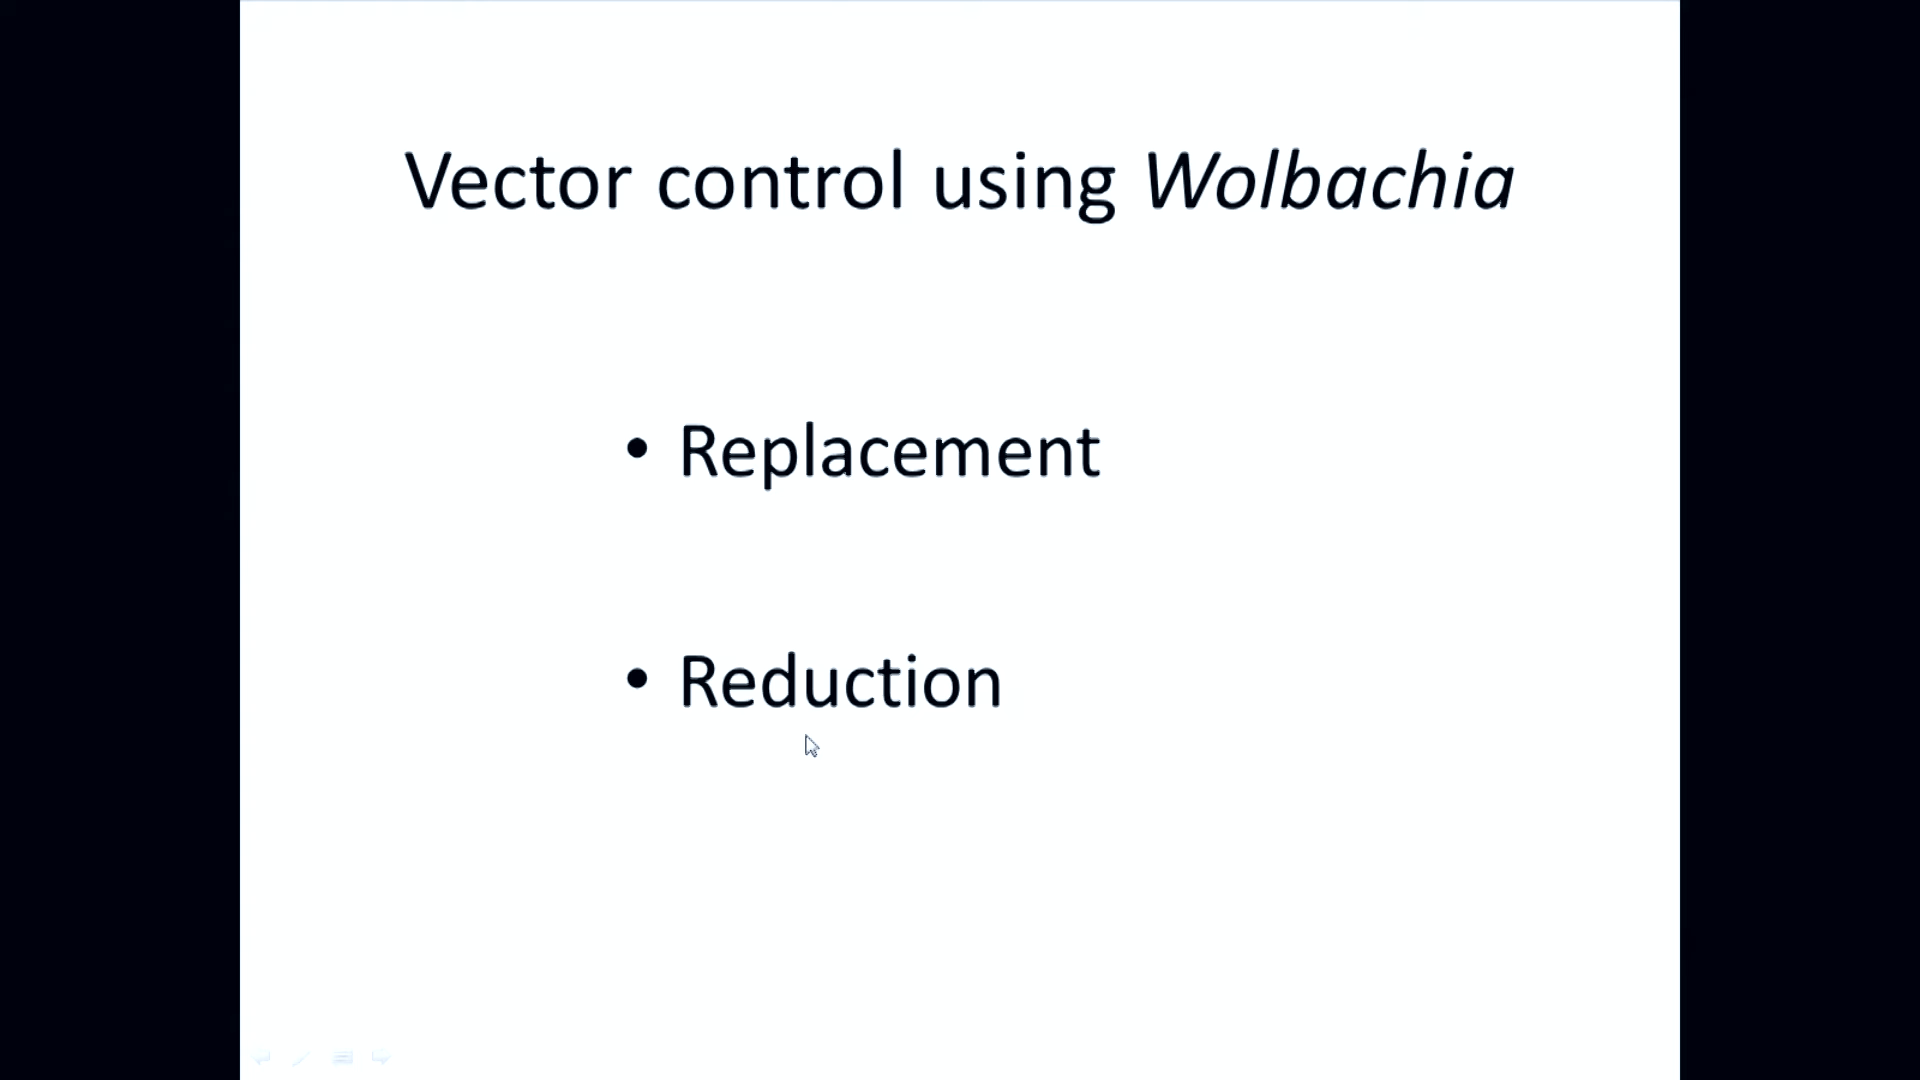 Vector control using Wolbachia
• Replacement
• Reduction